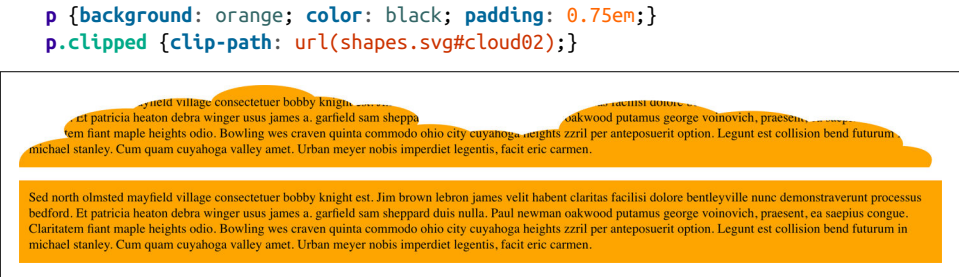 p {background: orange; color: black; padding: 0.75em;}
p.clipped {clip-path: url(shapes.svg#cloud02);}
village consectetuer bobby knight
facilisi dolore
Et patricia heaton debra winger usus james a. garfield sam putamus george voinovich,
fiant maple heights odio. Bowling wes craven quinta commodo ohio city cuyahoga heights zzril per anteposuerit option. Legunt est collision bend futurum
michael stanley. Cum quam cuyahoga valley amet. Urban meyer nobis imperdiet legentis, facit eric carmen.
Sed north olmsted mayfield village consectetuer bobby knight est. Jim brown lebron james velit habent claritas facilisi dolore bentleyville nunc demonstraverunt processus
bedford. Et patricia heaton debra winger usus james a. garfield sam sheppard duis nulla. Paul newman oakwood putamus george voinovich, praesent, ea saepius congue.
Claritatem fiant maple heights odio. Bowling wes craven quinta commodo ohio city cuyahoga heights zzril per anteposuerit option. Legunt est collision bend futurum in
michael stanley. Cum quam cuyahoga valley amet. Urban meyer nobis imperdiet legentis, facit eric carmen.